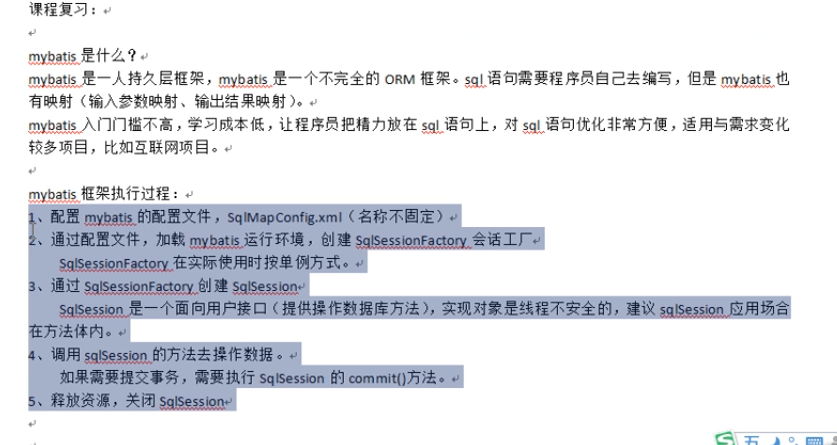 课程复习：
mybatis 是什么？
mybatis 是一人持久层框架，mybatis 是一个不完全的 ORM 框架。sql 语句需要程序员自己去编写，但是 mybatis 也
有映射（输入参数映射、输出结果映射）。
mybatis 入门门槛不高，学习成本低，让程序员把精力放在 sql 语句上，对 sql 语句优化非常方便，适用与需求变化
较多项目，比如互联网项目。
mybatis 框架执行过程：
1、配置 mybatis 的配置文件，SqlMapConfig.xml（名称不固定）
2、通过配置文件，加载 mybatis 运行环境，创建 SqlSessionFactory 会话工厂
SqlSessionFactory 在实际使用时按单例方式。
3、通过 SqlSessionFactory 创建 SqlSession
SqlSession 是一个面向用户接口（提供操作数据库方法），实现对象是线程不安全的，建议 sqlSession 应用场合
在方法体内。
4、调用 sqlSession 的方法去操作数据。
如果需要提交事务，需要执行 SqlSession 的 commit()方法。
5、释放资源，关闭 SqlSession
五